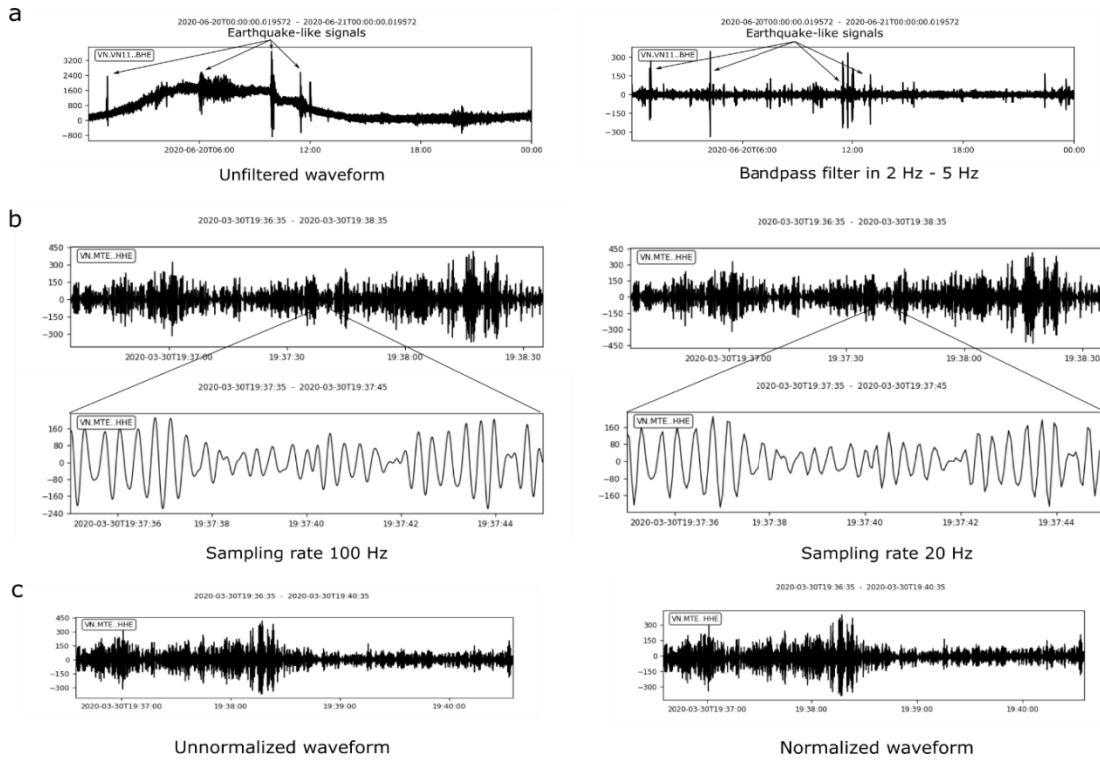 a
2020-06-20T00:00:00.019572 - 2020-06-21T00:00:00.019572
Earthquake-like signals
VN.VN11..BHE
3200
2400
1600
800
0
−800
2020-06-20T06:00
12:00
18:00
00:00
Unfiltered waveform
2020-06-20T00:00:00.019572 - 2020-06-21T00:00:00.019572
Earthquake-like signals
VN.VN11..BHE
300
150
0
−150
−300
2020-06-20T06:00
12:00
18:00
00:00
Bandpass filter in 2 Hz - 5 Hz
b
2020-03-30T19:36:35 - 2020-03-30T19:38:35
VN.MTE..HHE
450
300
150
0
−150
−300
2020-03-30T19:37:00
19:37:30
19:38:00
19:38:30
2020-03-30T19:37:35 - 2020-03-30T19:37:45
VN.MTE..HHE
160
80
0
−80
−160
−240
2020-03-30T19:37:36
19:37:38
19:37:40
19:37:42
19:37:44
Sampling rate 100 Hz
2020-03-30T19:36:35 - 2020-03-30T19:38:35
VN.MTE..HHE
450
300
150
0
−150
−300
−450
2020-03-30T19:37:00
19:37:30
19:38:00
19:38:30
2020-03-30T19:37:35 - 2020-03-30T19:37:45
VN.MTE..HHE
160
80
0
−80
−160
2020-03-30T19:37:36
19:37:38
19:37:40
19:37:42
19:37:44
Sampling rate 20 Hz
c
2020-03-30T19:36:35 - 2020-03-30T19:40:35
VN.MTE..HHE
450
300
150
0
−150
−300
2020-03-30T19:37:00
19:38:00
19:39:00
19:40:00
Unnormalized waveform
2020-03-30T19:36:35 - 2020-03-30T19:40:35
VN.MTE..HHE
300
150
0
−150
−300
2020-03-30T19:37:00
19:38:00
19:39:00
19:40:00
Normalized waveform